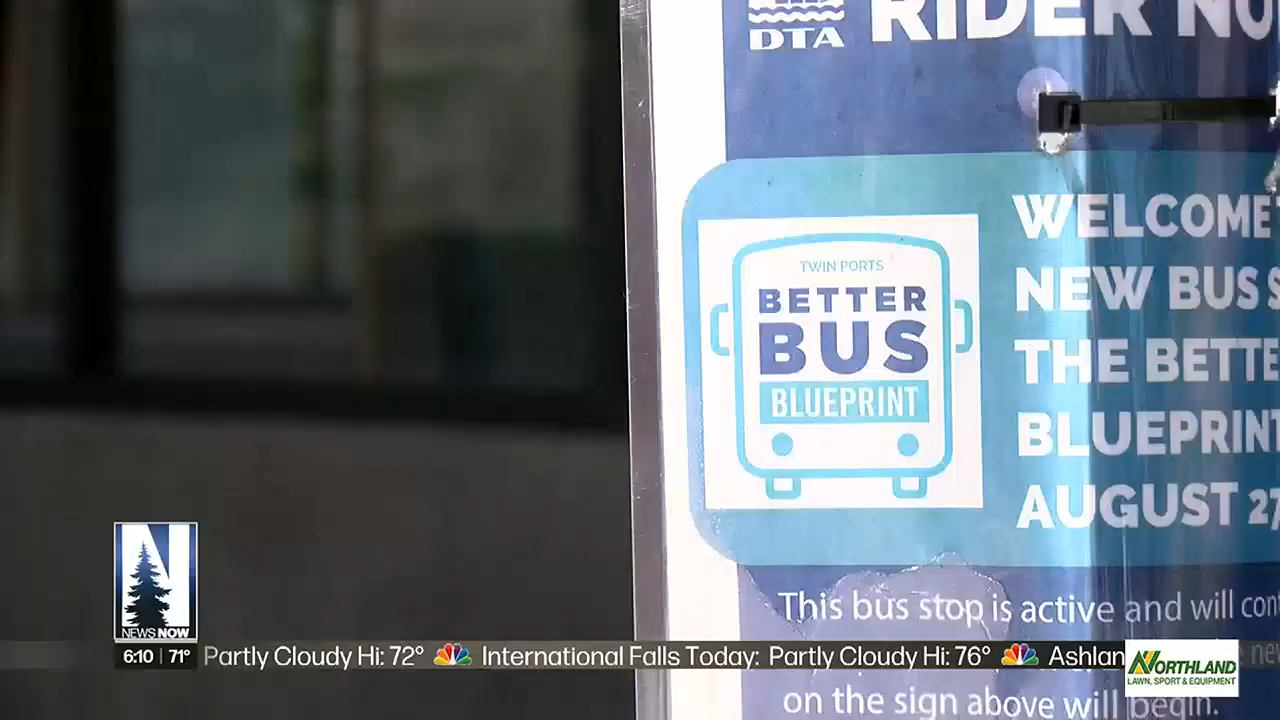 DTA
RIDER NO
WELCOME
NEW BUS S
THE BETTE
BLUEPRINT
AUGUST 27
TWIN PORTS
BETTER
BUS
BLUEPRINT
This bus stop is active and will con
on the sign above will begin.
N
NEWS NOW
6:10 71° Partly Cloudy Hi: 72° International Falls Today: Partly Cloudy Hi: 76° Ashlan
NORTHLAND
LAWN, SPORT & EQUIPMENT